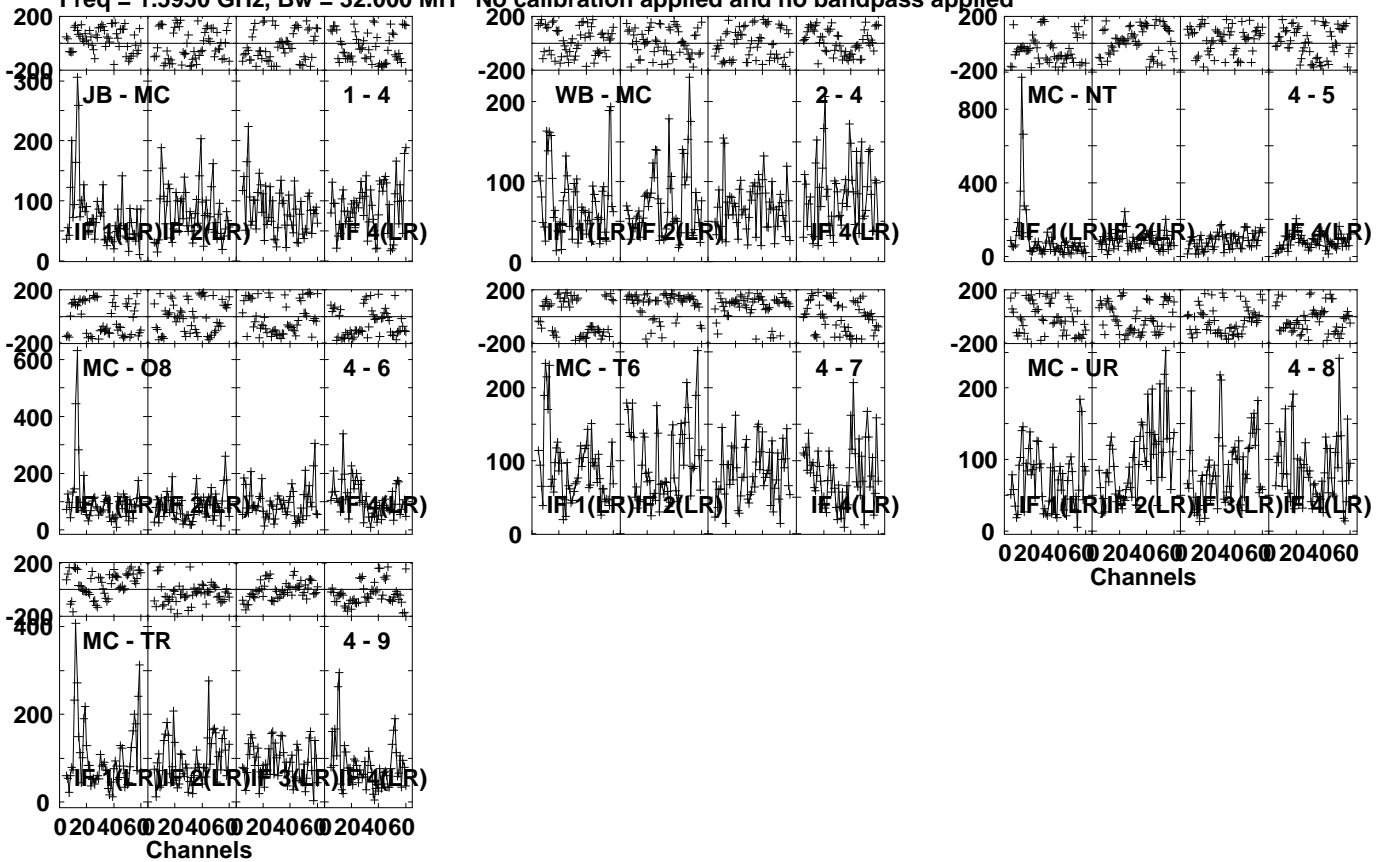 Freq = 1.5950 GHz, Bw = 32.000 MH No calibration applied and no bandpass applied
200
-200
300
200
100
0
JB - MC 1 - 4
IF 1(LR) IF 2(LR) IF 4(LR)
200
-200
200
100
0
WB - MC 2 - 4
IF 1(LR) IF 2(LR) IF 4(LR)
200
-200
800
400
0
MC - NT 4 - 5
IF 1(LR) IF 2(LR) IF 4(LR)
200
-200
600
400
200
0
MC - O8 4 - 6
IF 1(LR) IF 2(LR) IF 4(LR)
200
-200
200
100
0
MC - T6 4 - 7
IF 1(LR) IF 2(LR) IF 4(LR)
200
-200
200
100
0
MC - UR 4 - 8
IF 1(LR) IF 2(LR) IF 3(LR) IF 4(LR)
0 20 40 60 0 20 40 60 0 20 40 60 0 20 40 60
Channels
200
-200
400
200
0
MC - TR 4 - 9
IF 1(LR) IF 2(LR) IF 3(LR) IF 4(LR)
0 20 40 60 0 20 40 60 0 20 40 60 0 20 40 60
Channels